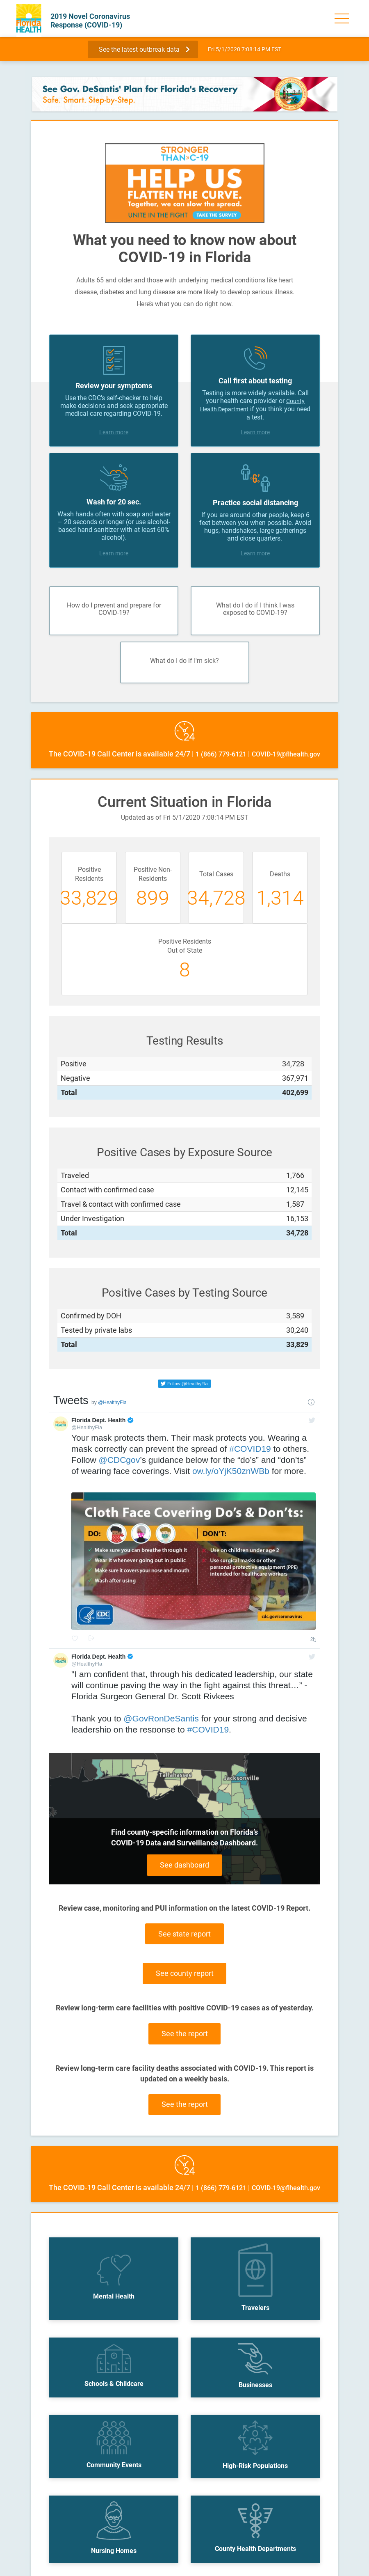 Florida
HEALTH
2019 Novel Coronavirus
Response (COVID-19)
See the latest outbreak data
Fri 5/1/2020 7:08:14 PM EST
See Gov. DeSantis' Plan for Florida's Recovery
Safe. Smart. Step-by-Step.
STRONGER
THAN C-19
HELP US
FLATTEN THE CURVE.
Together, we can slow the spread.
UNITE IN THE FIGHT
TAKE THE SURVEY
What you need to know now about
COVID-19 in Florida
Adults 65 and older and those with underlying medical conditions like heart
disease, diabetes and lung disease are more likely to develop serious illness.
Here's what you can do right now.
Review your symptoms
Use the CDC's self-checker to help
make decisions and seek appropriate
medical care regarding COVID-19.
Learn more
Call first about testing
Testing is more widely available. Call
your health care provider or County
Health Department if you think you need
a test.
Learn more
Wash for 20 sec.
Wash hands often with soap and water
– 20 seconds or longer (or use alcohol-
based hand sanitizer with at least 60%
alcohol).
Learn more
6'
Practice social distancing
If you are around other people, keep 6
feet between you when possible. Avoid
hugs, handshakes, large gatherings
and close quarters.
Learn more
How do I prevent and prepare for
COVID-19?
What do I do if I think I was
exposed to COVID-19?
What do I do if I'm sick?
24
The COVID-19 Call Center is available 24/7 | 1 (866) 779-6121 | COVID-19@flhealth.gov
Current Situation in Florida
Updated as of Fri 5/1/2020 7:08:14 PM EST
Positive
Residents
33,829
Positive Non-
Residents
899
Total Cases
34,728
Deaths
1,314
Positive Residents
Out of State
8
Testing Results
Positive 34,728
Negative 367,971
Total 402,699
Positive Cases by Exposure Source
Traveled 1,766
Contact with confirmed case 12,145
Travel & contact with confirmed case 1,587
Under Investigation 16,153
Total 34,728
Positive Cases by Testing Source
Confirmed by DOH 3,589
Tested by private labs 30,240
Total 33,829
Follow @HealthyFla
Tweets by @HealthyFla
Florida Dept. Health
@HealthyFla
Your mask protects them. Their mask protects you. Wearing a
mask correctly can prevent the spread of #COVID19 to others.
Follow @CDCgov's guidance below for the “do's” and “don'ts”
of wearing face coverings. Visit ow.ly/oYjK50znWBb for more.
Cloth Face Covering Do's & Don'ts:
DO:
Make sure you can breathe through it
Wear it whenever going out in public
Make sure it covers your nose and mouth
Wash after using
DON'T:
Use on children under age 2
Use surgical masks or other
personal protective equipment (PPE)
intended for healthcare workers
CDC
cdc.gov/coronavirus
2h
Florida Dept. Health
@HealthyFla
"I am confident that, through his dedicated leadership, our state
will continue paving the way in the fight against this threat…” -
Florida Surgeon General Dr. Scott Rivkees
Thank you to @GovRonDeSantis for your strong and decisive
leadership on the response to #COVID19.
Tallahassee
Jacksonville
Find county-specific information on Florida's
COVID-19 Data and Surveillance Dashboard.
See dashboard
Review case, monitoring and PUI information on the latest COVID-19 Report.
See state report
See county report
Review long-term care facilities with positive COVID-19 cases as of yesterday.
See the report
Review long-term care facility deaths associated with COVID-19. This report is
updated on a weekly basis.
See the report
24
The COVID-19 Call Center is available 24/7 | 1 (866) 779-6121 | COVID-19@flhealth.gov
Mental Health
Travelers
Schools & Childcare
Businesses
Community Events
High-Risk Populations
Nursing Homes
County Health Departments